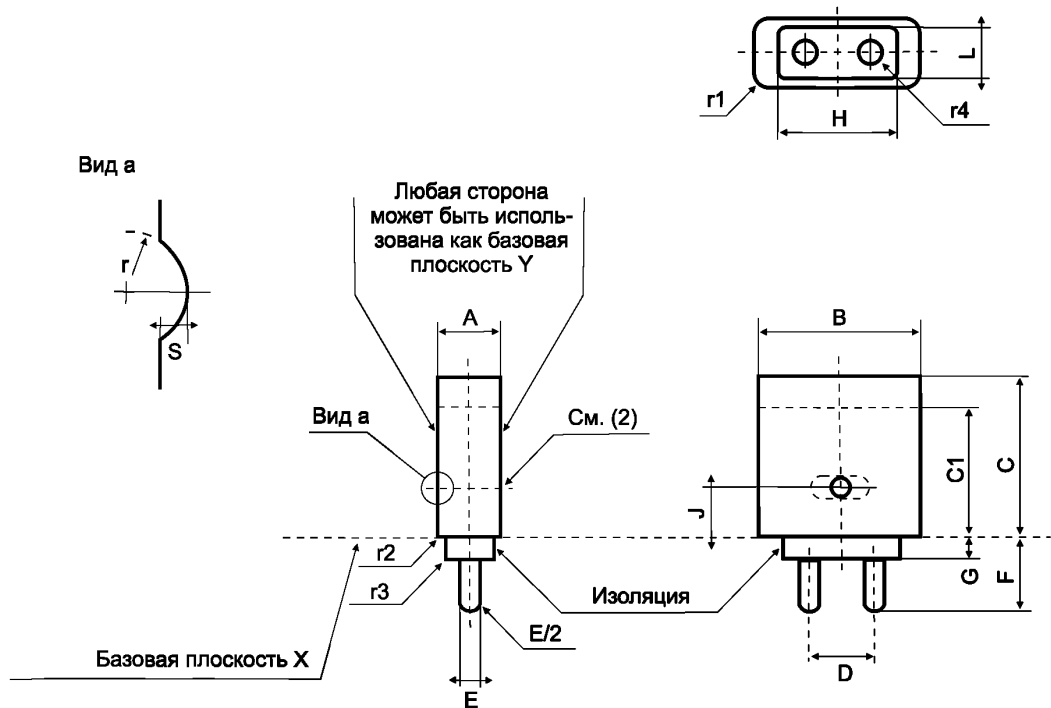 L
r1
r4
H
Вид а
Любая сторона
может быть исполь-
зована как базовая
плоскость Y
r
S
A
B
Вид а
См. (2)
C1
C
J
r2
r3
G
F
Изоляция
E/2
Базовая плоскость X
D
E